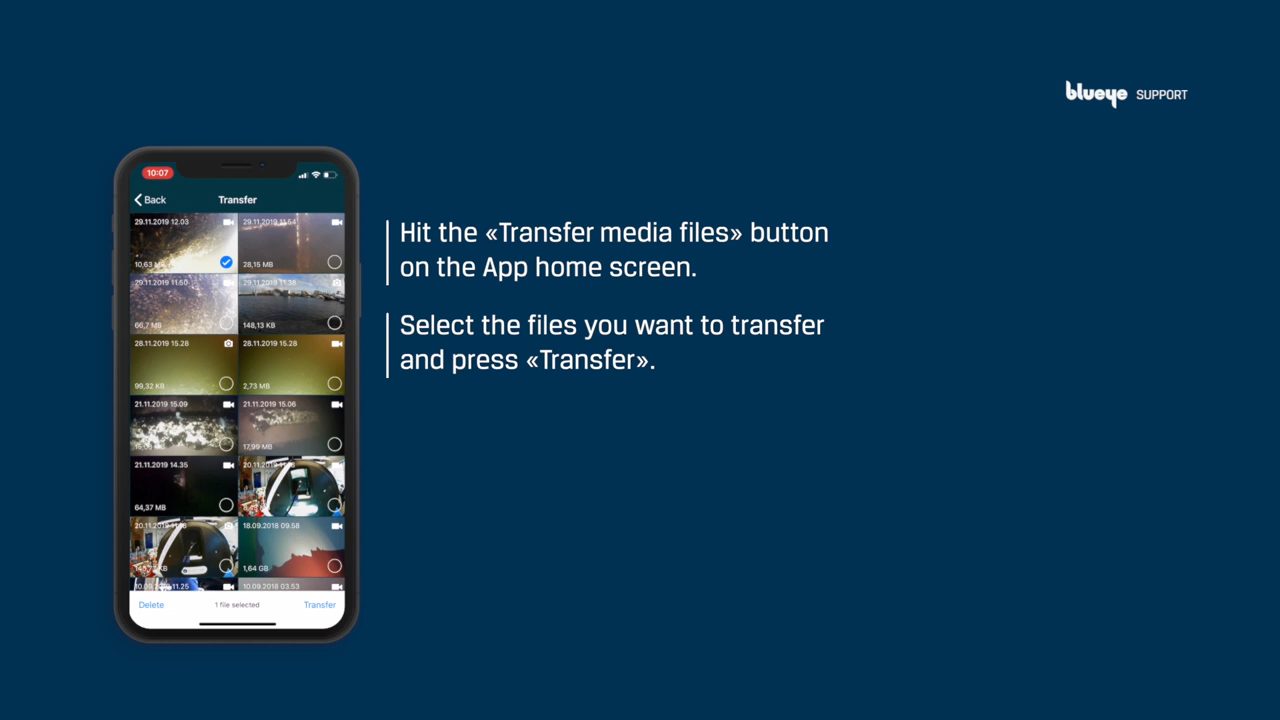 blueye SUPPORT
10:07
Back
Transfer
29.11.2019 12.03
29.11.2019 11.54
28,15 MB
29.11.2019 11.50
29.11.2019 11.38
66,7 MB
148,13 KB
28.11.2019 15.28
28.11.2019 15.28
99,32 KB
2,73 MB
21.11.2019 15.09
21.11.2019 15.06
17,99 MB
21.11.2019 14.35
64,37 MB
18.09.2018 09.58
1,64 GB
10.09.2018 03.53
Delete
1 file selected
Transfer
Hit the «Transfer media files» button
on the App home screen.
Select the files you want to transfer
and press «Transfer».